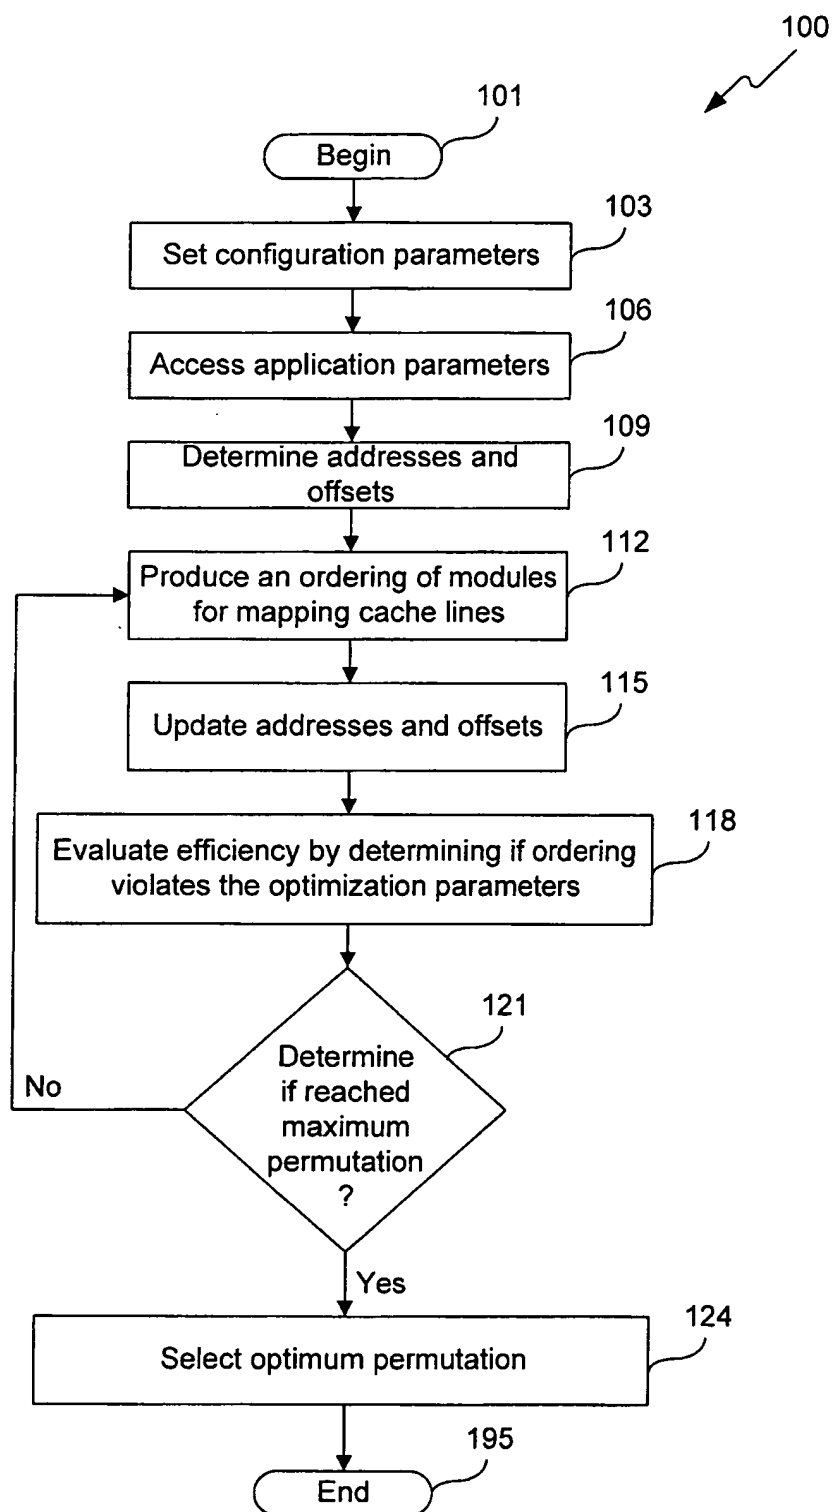 100
101
Begin
103
Set configuration parameters
106
Access application parameters
109
Determine addresses and
offsets
112
Produce an ordering of modules
for mapping cache lines
115
Update addresses and offsets
118
Evaluate efficiency by determining if ordering
violates the optimization parameters
121
Determine
if reached
maximum
permutation
?
No
Yes
124
Select optimum permutation
195
End